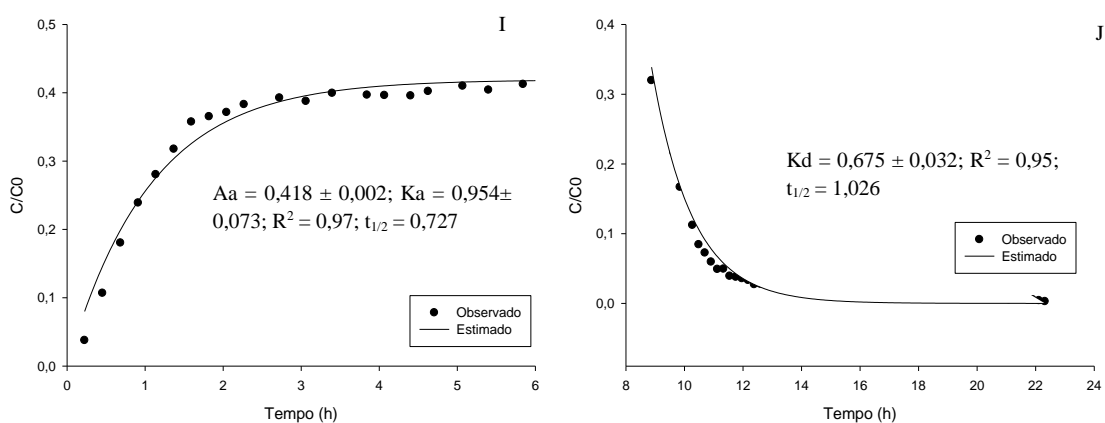 I
0,5
0,4
0,3
0,2
0,1
0,0
C/C0
Aa = 0,418 ± 0,002; Ka = 0,954±
0,073; R² = 0,97; t1/2 = 0,727
Observado
Estimado
0 1 2 3 4 5 6
Tempo (h)
J
0,4
0,3
0,2
0,1
0,0
C/C0
Kd = 0,675 ± 0,032; R² = 0,95;
t1/2 = 1,026
Observado
Estimado
8 10 12 14 16 18 20 22 24
Tempo (h)